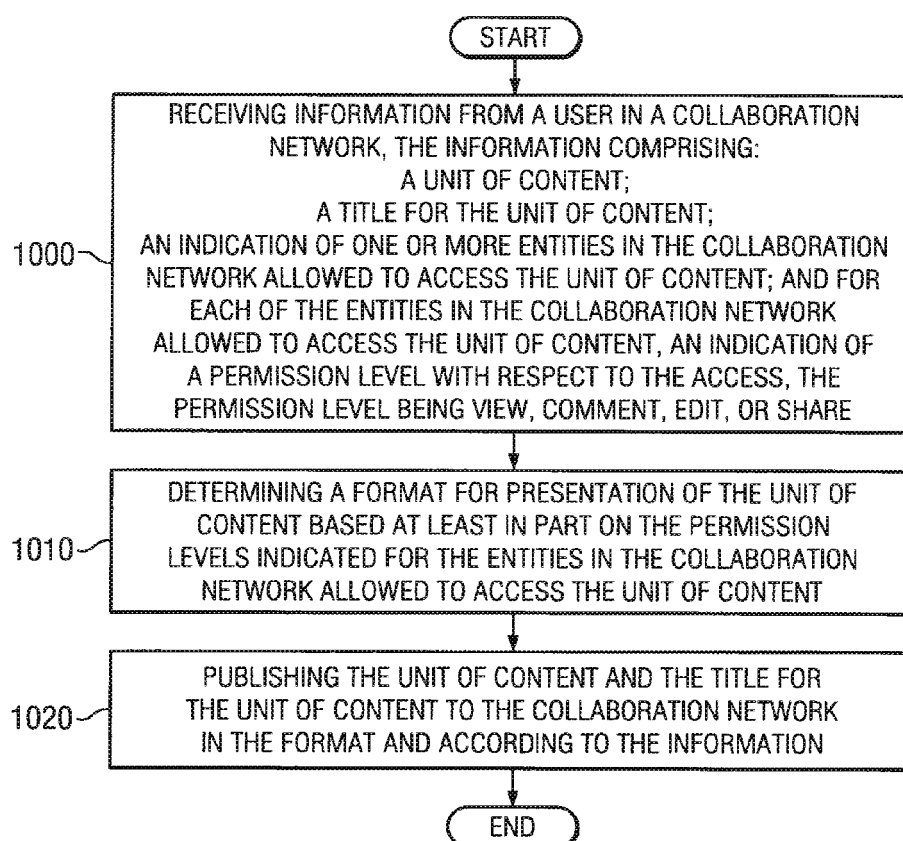 START
RECEIVING INFORMATION FROM A USER IN A COLLABORATION
NETWORK, THE INFORMATION COMPRISING:
A UNIT OF CONTENT;
A TITLE FOR THE UNIT OF CONTENT;
AN INDICATION OF ONE OR MORE ENTITIES IN THE COLLABORATION
NETWORK ALLOWED TO ACCESS THE UNIT OF CONTENT; AND FOR
EACH OF THE ENTITIES IN THE COLLABORATION NETWORK
ALLOWED TO ACCESS THE UNIT OF CONTENT, AN INDICATION OF
A PERMISSION LEVEL WITH RESPECT TO THE ACCESS, THE
PERMISSION LEVEL BEING VIEW, COMMENT, EDIT, OR SHARE
1000
DETERMINING A FORMAT FOR PRESENTATION OF THE UNIT OF
CONTENT BASED AT LEAST IN PART ON THE PERMISSION
LEVELS INDICATED FOR THE ENTITIES IN THE COLLABORATION
NETWORK ALLOWED TO ACCESS THE UNIT OF CONTENT
1010
PUBLISHING THE UNIT OF CONTENT AND THE TITLE FOR
THE UNIT OF CONTENT TO THE COLLABORATION NETWORK
IN THE FORMAT AND ACCORDING TO THE INFORMATION
1020
END